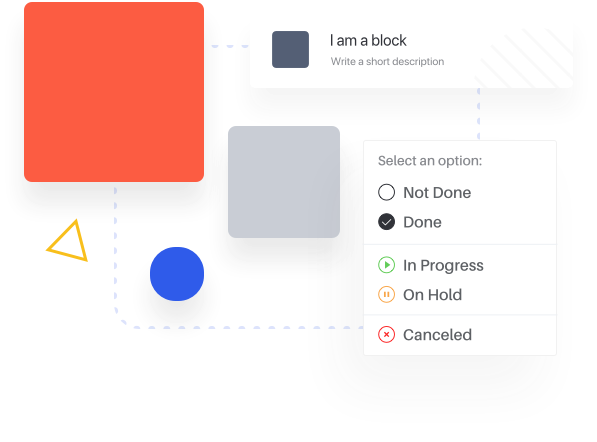 I am a block
Write a short description
Select an option:
Not Done
Done
In Progress
On Hold
Canceled